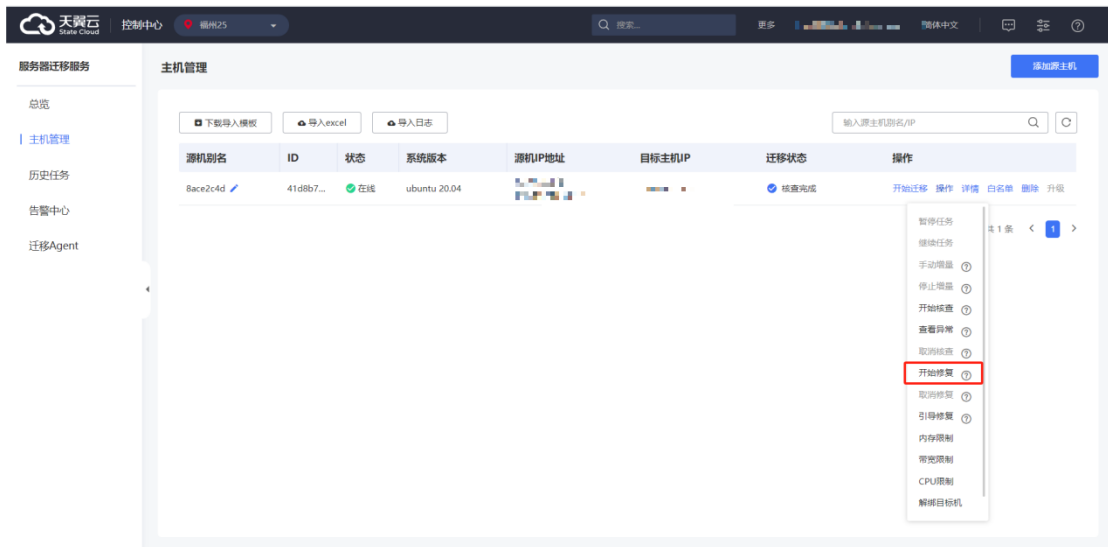 天翼云 State Cloud 控制中心 福州25 搜索... 更多 简体中文
服务器迁移服务
总览
主机管理
历史任务
告警中心
迁移Agent
主机管理 添加源主机
下载导入模板 导入excel 导入日志 输入源主机别名/IP
源机别名 ID 状态 系统版本 源机IP地址 目标主机IP 迁移状态 操作
8ace2c4d 41d8b7... 在线 ubuntu 20.04 核查完成 开始迁移 操作 详情 白名单 删除 升级
共 1 条 1
暂停任务
继续任务
手动增量
停止增量
开始核查
查看异常
取消核查
开始修复
取消修复
引导修复
内存限制
带宽限制
CPU限制
解绑目标机